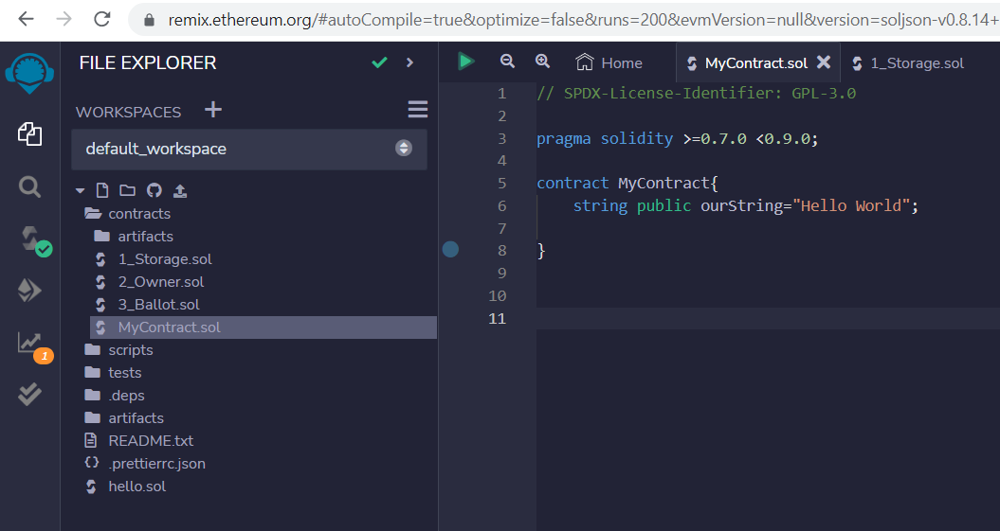 remix.ethereum.org/#autoCompile=true&optimize=false&runs=200&evmVersion=null&version=soljson-v0.8.14+
FILE EXPLORER
WORKSPACES
default_workspace
contracts
artifacts
1_Storage.sol
2_Owner.sol
3_Ballot.sol
MyContract.sol
scripts
tests
.deps
artifacts
README.txt
.prettierrc.json
hello.sol
1
Home
MyContract.sol
1_Storage.sol
1 // SPDX-License-Identifier: GPL-3.0
2
3 pragma solidity >=0.7.0 <0.9.0;
4
5 contract MyContract{
6 string public ourString="Hello World";
7
8 }
9
10
11